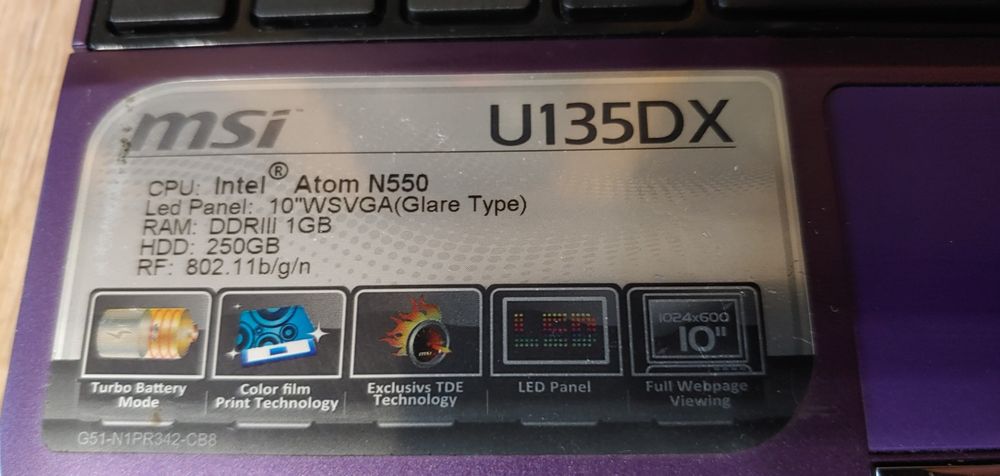 msi™ U135DX
CPU: Intel® Atom N550
Led Panel: 10"WSVGA(Glare Type)
RAM: DDRIII 1GB
HDD: 250GB
RF: 802.11b/g/n
msi
LED
1024x600
10"
Turbo Battery
Mode
Color film
Print Technology
Exclusivs TDE
Technology
LED Panel
Full Webpage
Viewing
G51-N1PR342-CB8